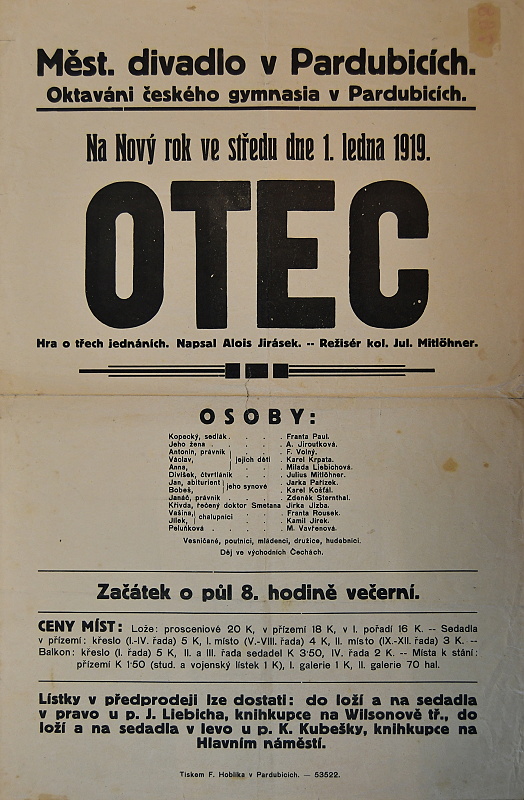 Měst. divadlo v Pardubicích.
Oktaváni českého gymnasia v Pardubicích.
Na Nový rok ve středu dne 1. ledna 1919.
OTEC
Hra o třech jednáních. Napsal Alois Jirásek. -- Režisér kol. Jul. Mitlöhner.
OSOBY:
Kopecký, sedlák . . . . Franta Paul.
Jeho žena . . . . . A. Jiroutková.
Antonín, právník . F. Volný.
Václav, jejich děti . Karel Krpata.
Anna, . Milada Liebichová.
Divíšek, čtvrtláník . . . Julius Mitlöhner.
Jan, abiturient jeho synové . Jarka Pařízek.
Bobeš, . Karel Košťál.
Janáč, právník . . . . Zdeněk Sternthal.
Křivda, řečený doktor Smetana Jirka Jizba.
Vašina, chalupníci . . . Franta Rousek.
Jílek, . . . Kamil Jirek.
Peluňková . . . . . M. Vavřenová.
Vesničané, poutníci, mládenci, družice, hudebníci.
Děj ve východních Čechách.
Začátek o půl 8. hodině večerní.
CENY MÍST: Lože: prosceniové 20 K, v přízemí 18 K, v I. pořadí 16 K. -- Sedadla
v přízemí: křeslo (I.-IV. řada) 5 K, I. místo (V.-VIII. řada) 4 K, II. místo (IX.-XII. řada) 3 K. --
Balkon: křeslo (I. řada) 5 K, II. a III. řada sedadel K 3·50, IV. řada 2 K. -- Místa k stání:
přízemí K 1·50 (stud. a vojenský lístek 1 K), I. galerie 1 K, II. galerie 70 hal.
Lístky v předprodeji lze dostati: do loží a na sedadla
v pravo u p. J. Liebicha, knihkupce na Wilsonově tř., do
loží a na sedadla v levo u p. K. Kubešky, knihkupce na
Hlavním náměstí.
Tiskem F. Hoblíka v Pardubicích. — 53522.